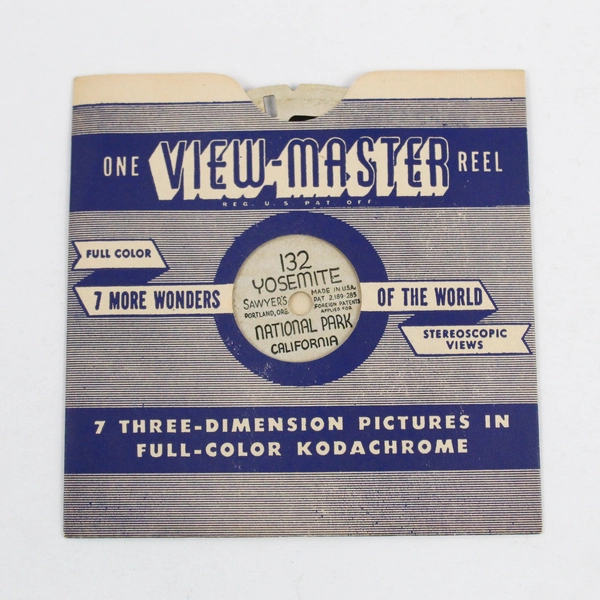 ONE VIEW-MASTER REEL
REG. U.S. PAT. OFF.
FULL COLOR
7 MORE WONDERS OF THE WORLD
STEREOSCOPIC
VIEWS
132
YOSEMITE
SAWYER'S
PORTLAND, ORE.
MADE IN U.S.A.
PAT 2,189,285
FOREIGN PATENTS
APPLIED FOR
NATIONAL PARK
CALIFORNIA
7 THREE-DIMENSION PICTURES IN
FULL-COLOR KODACHROME